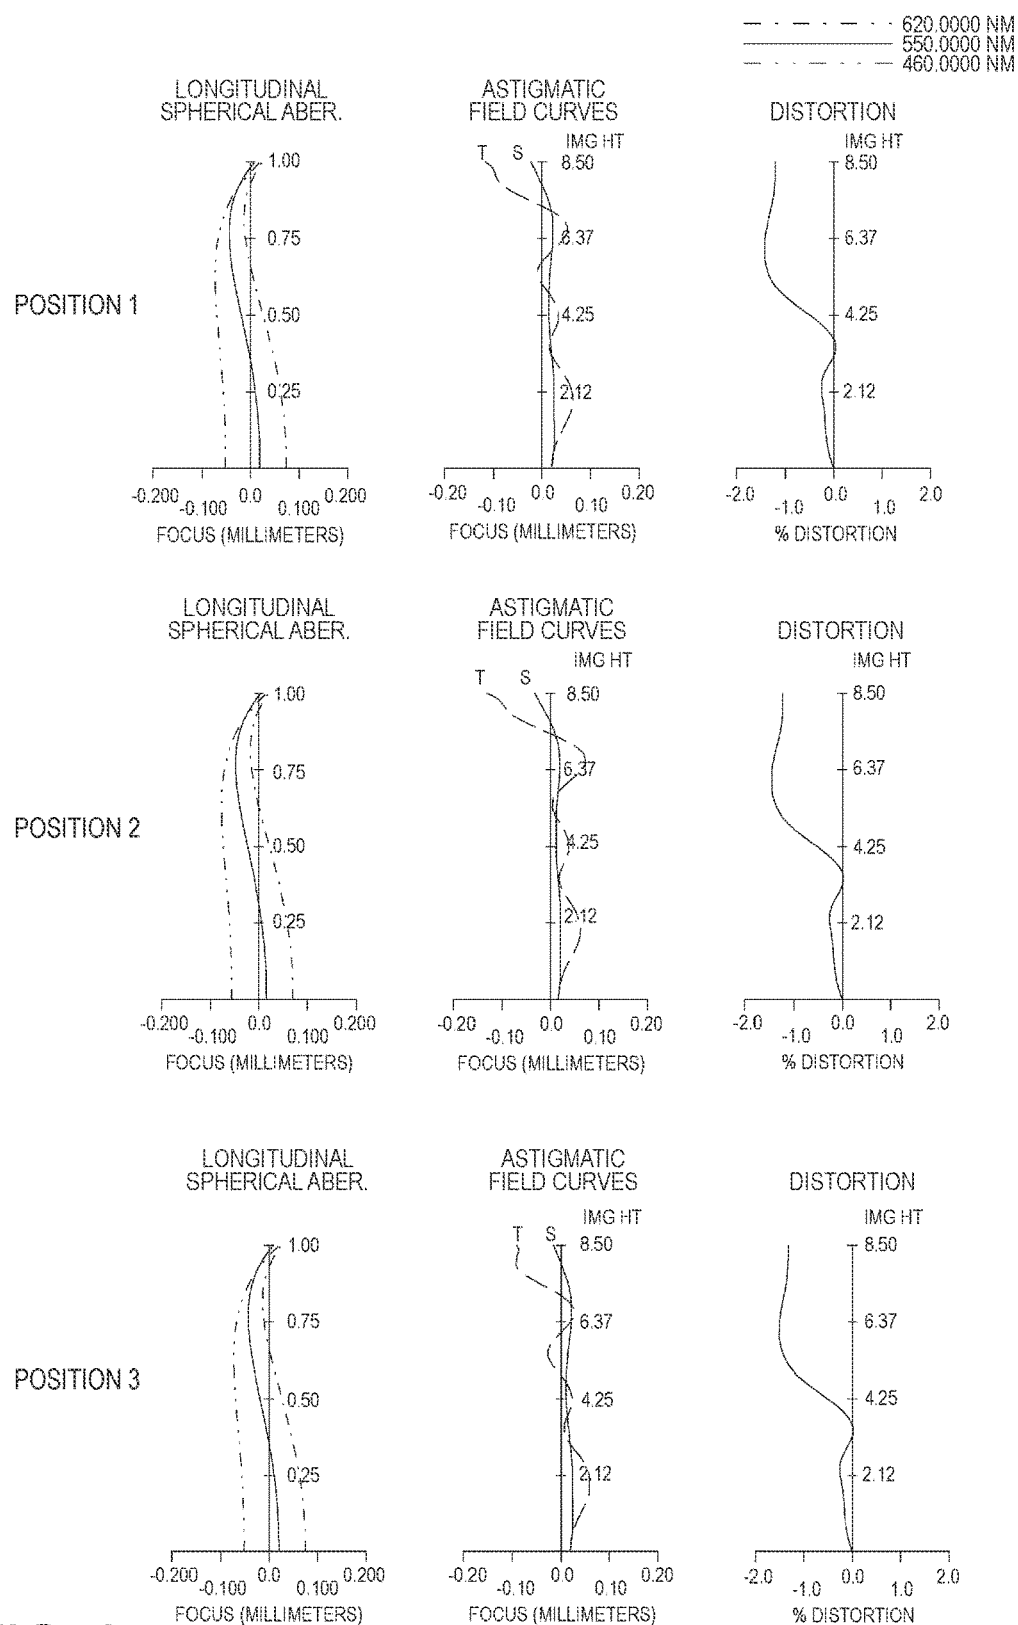 620.0000 NM
550.0000 NM
460.0000 NM
LONGITUDINAL
SPHERICAL ABER.
ASTIGMATIC
FIELD CURVES
DISTORTION
IMG HT
IMG HT
T S
1.00
8.50
8.50
0.75
6.37
6.37
POSITION 1
0.50
4.25
4.25
0.25
2.12
2.12
-0.200 0.0 0.200
-0.100 0.100
FOCUS (MILLIMETERS)
-0.20 0.0 0.20
-0.10 0.10
FOCUS (MILLIMETERS)
-2.0 0.0 2.0
-1.0 1.0
% DISTORTION
LONGITUDINAL
SPHERICAL ABER.
ASTIGMATIC
FIELD CURVES
DISTORTION
IMG HT
IMG HT
T S
1.00
8.50
8.50
0.75
6.37
6.37
POSITION 2
0.50
4.25
4.25
0.25
2.12
2.12
-0.200 0.0 0.200
-0.100 0.100
FOCUS (MILLIMETERS)
-0.20 0.0 0.20
-0.10 0.10
FOCUS (MILLIMETERS)
-2.0 0.0 2.0
-1.0 1.0
% DISTORTION
LONGITUDINAL
SPHERICAL ABER.
ASTIGMATIC
FIELD CURVES
DISTORTION
IMG HT
IMG HT
T S
1.00
8.50
8.50
0.75
6.37
6.37
POSITION 3
0.50
4.25
4.25
0.25
2.12
2.12
-0.200 0.0 0.200
-0.100 0.100
FOCUS (MILLIMETERS)
-0.20 0.0 0.20
-0.10 0.10
FOCUS (MILLIMETERS)
-2.0 0.0 2.0
-1.0 1.0
% DISTORTION